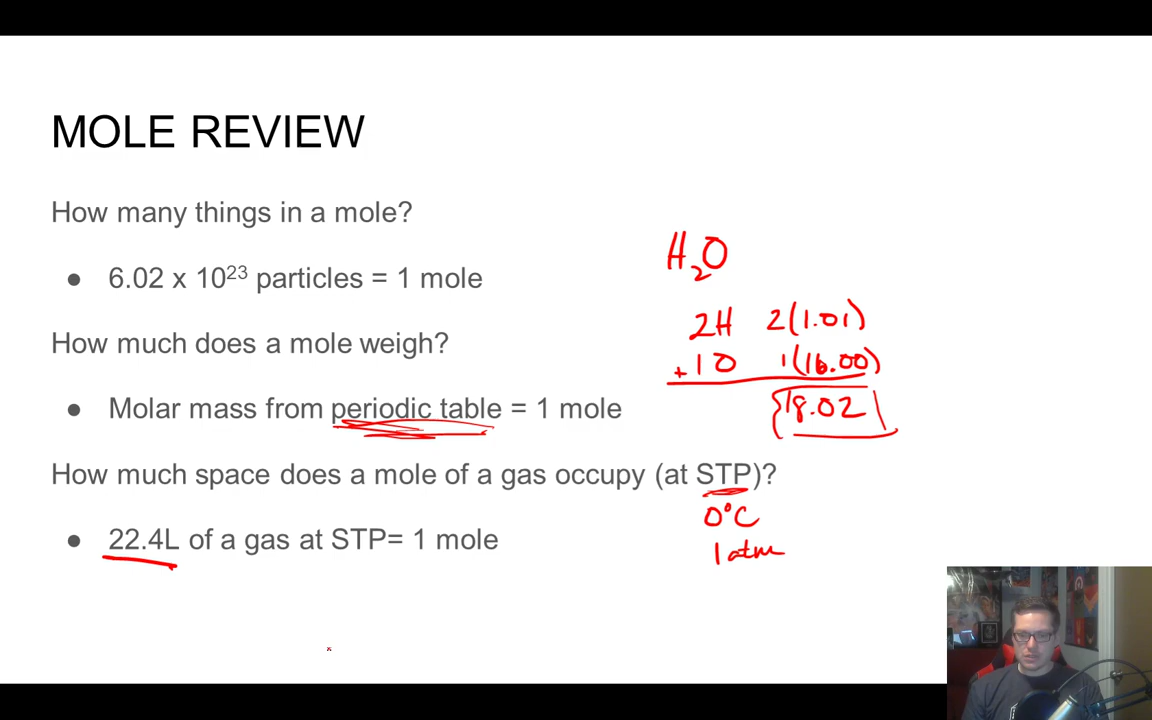 MOLE REVIEW
How many things in a mole?
● 6.02 x 10²³ particles = 1 mole
How much does a mole weigh?
● Molar mass from periodic table = 1 mole
How much space does a mole of a gas occupy (at STP)?
● 22.4L of a gas at STP= 1 mole
H₂O
2H 2(1.01)
+1O 1(16.00)
18.02
0°C
1 atm